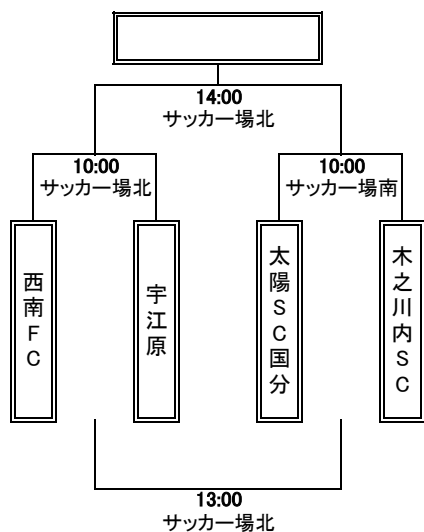 14:00
サッカー場北
10:00
サッカー場北
10:00
サッカー場南
西南FC
宇江原
太陽SC国分
木之川内SC
13:00
サッカー場北